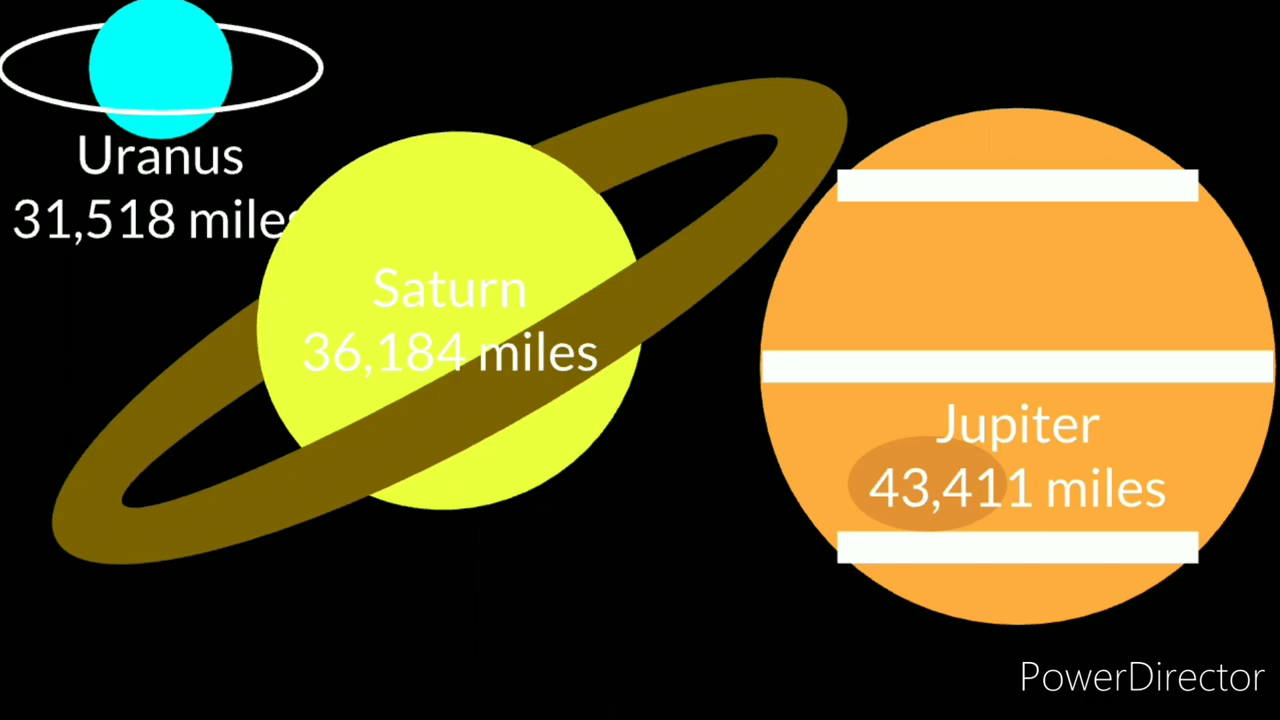 Uranus
31,518 miles
Saturn
36,184 miles
Jupiter
43,411 miles
PowerDirector